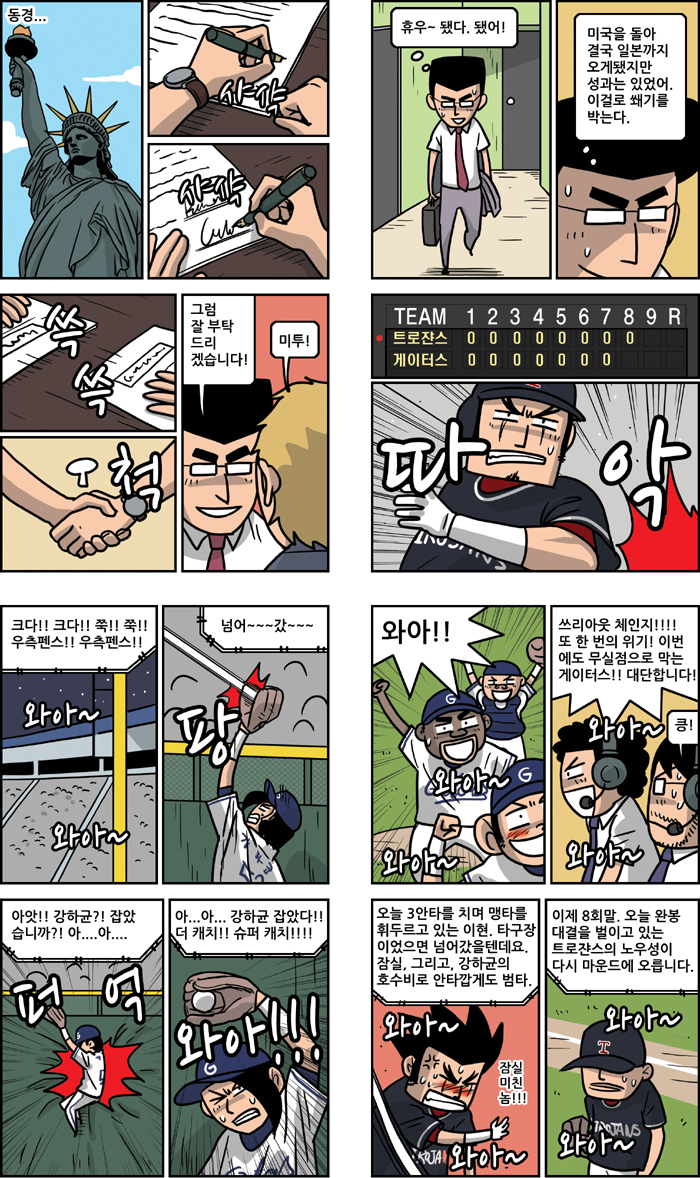 동경...
샤샥
샤샥
휴우~ 됐다. 됐어!
미국을 돌아
결국 일본까지
오게됐지만
성과는 있었어.
이걸로 쐐기를
박는다.
쓱
쓱
척
그럼
잘 부탁
드리
겠습니다!
미투!
TEAM 1 2 3 4 5 6 7 8 9 R
트로쟌스 0 0 0 0 0 0 0 0
게이터스 0 0 0 0 0 0 0
따악
T
TROJANS
크다!! 크다!! 쭉!! 쭉!!
우측펜스!! 우측펜스!!
와아~
와아~
넘어~~~갔~~~
팡
와아!!
G
G
와아~
와아~
쓰리아웃 체인지!!!!
또 한 번의 위기! 이번
에도 무실점으로 막는
게이터스!! 대단합니다!
와아~
킁!
와아~
아앗!! 강하균?! 잡았
습니까?! 아....아....
퍼억
아...아... 강하균 잡았다!!
더 캐치!! 슈퍼 캐치!!!!
와아!!!
G
오늘 3안타를 치며 맹타를
휘두르고 있는 이현. 타구장
이었으면 넘어갔을텐데요.
잠실, 그리고, 강하균의
호수비로 안타깝게도 범타.
와아~
잠실
미친
놈!!!
와아~
이제 8회말. 오늘 완봉
대결을 벌이고 있는
트로쟌스의 노우성이
다시 마운드에 오릅니다.
와아~
T
TROJANS
와아~